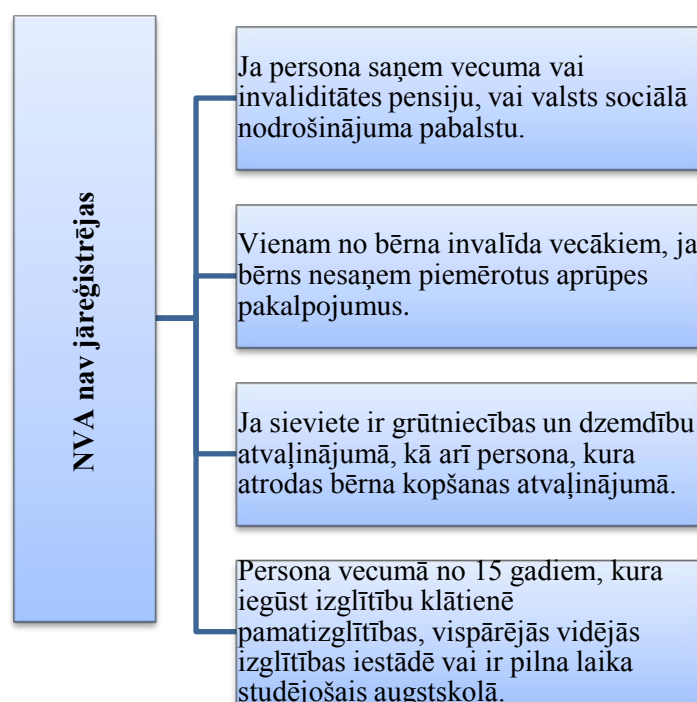 NVA nav jāreģistrējas
Ja persona saņem vecuma vai
invaliditātes pensiju, vai valsts sociālā
nodrošinājuma pabalstu.
Vienam no bērna invalīda vecākiem, ja
bērns nesaņem piemērotus aprūpes
pakalpojumus.
Ja sieviete ir grūtniecības un dzemdību
atvaļinājumā, kā arī persona, kura
atrodas bērna kopšanas atvaļinājumā.
Persona vecumā no 15 gadiem, kura
iegūst izglītību klātienē
pamatizglītības, vispārējās vidējās
izglītības iestādē vai ir pilna laika
studējošais augstskolā.